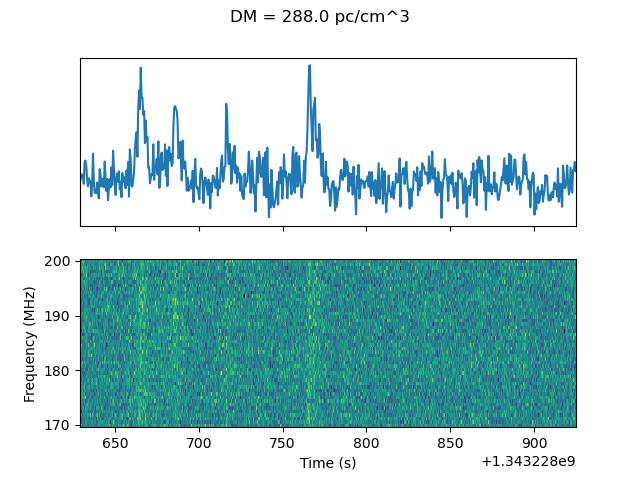 DM = 288.0 pc/cm^3
200
190
180
170
Frequency (MHz)
650 700 750 800 850 900
Time (s)
+1.343228e9